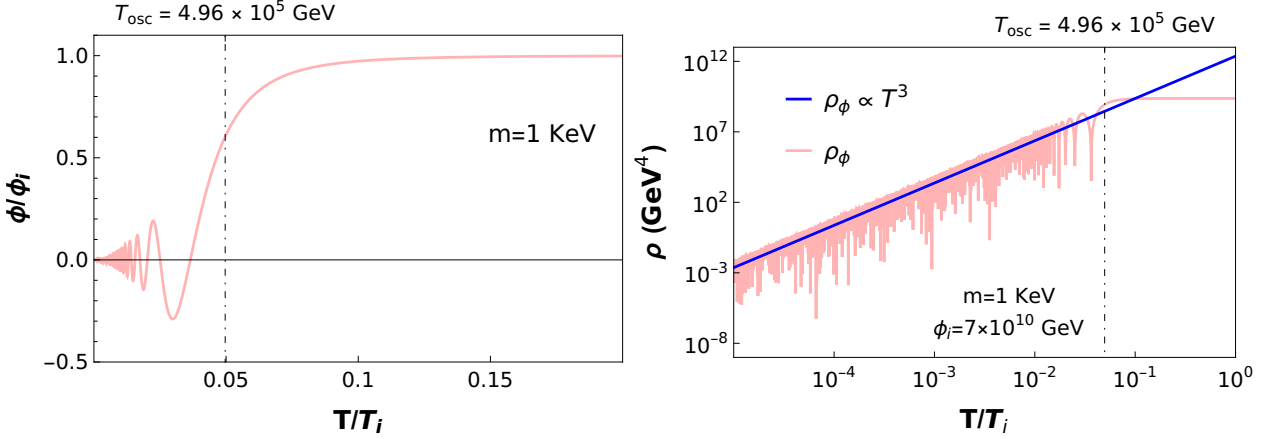 T_osc = 4.96 × 10^5 GeV
1.0
0.5
0.0
−0.5
ϕ/ϕ_i
m=1 KeV
0.05
0.1
0.15
T/T_i
T_osc = 4.96 × 10^5 GeV
10^12
10^7
10^2
10^−3
10^−8
ρ (GeV^4)
ρ_ϕ ∝ T^3
ρ_ϕ
m=1 KeV
ϕ_i=7×10^10 GeV
10^−4
10^−3
10^−2
10^−1
10^0
T/T_i